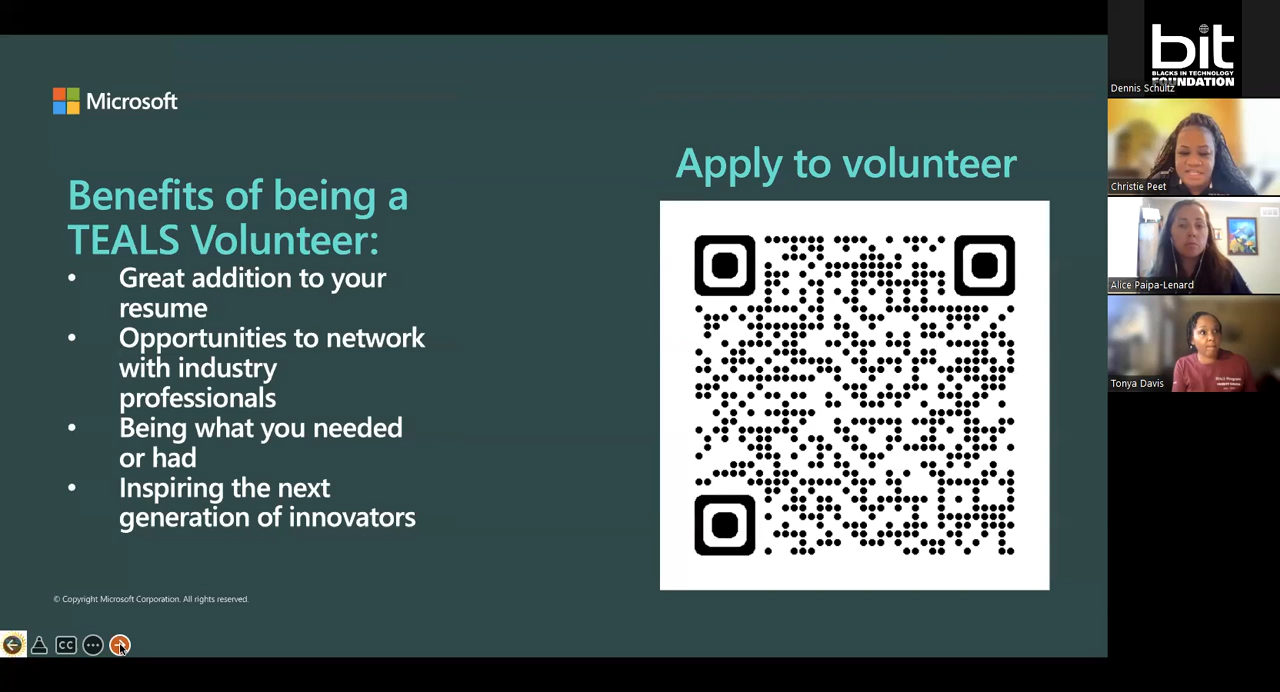 Microsoft
Benefits of being a
TEALS Volunteer:
• Great addition to your
resume
• Opportunities to network
with industry
professionals
• Being what you needed
or had
• Inspiring the next
generation of innovators
Apply to volunteer
© Copyright Microsoft Corporation. All rights reserved.
CC
bit
BLACKS IN TECHNOLOGY
FOUNDATION
Dennis Schultz
Christie Peet
Alice Paipa-Lenard
Tonya Davis